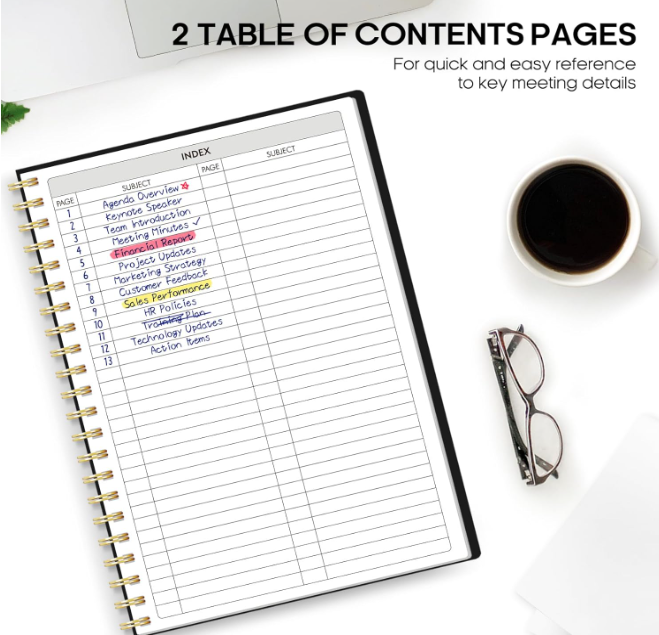 2 TABLE OF CONTENTS PAGES
For quick and easy reference
to key meeting details
INDEX
PAGE SUBJECT PAGE SUBJECT
1 Agenda Overview
2 Keynote Speaker
3 Team Introduction
4 Meeting Minutes ✓
5 Financial Report
6 Project Updates
7 Marketing Strategy
8 Customer Feedback
9 Sales Performance
10 HR Policies
11 Training Plan
12 Technology Updates
13 Action Items